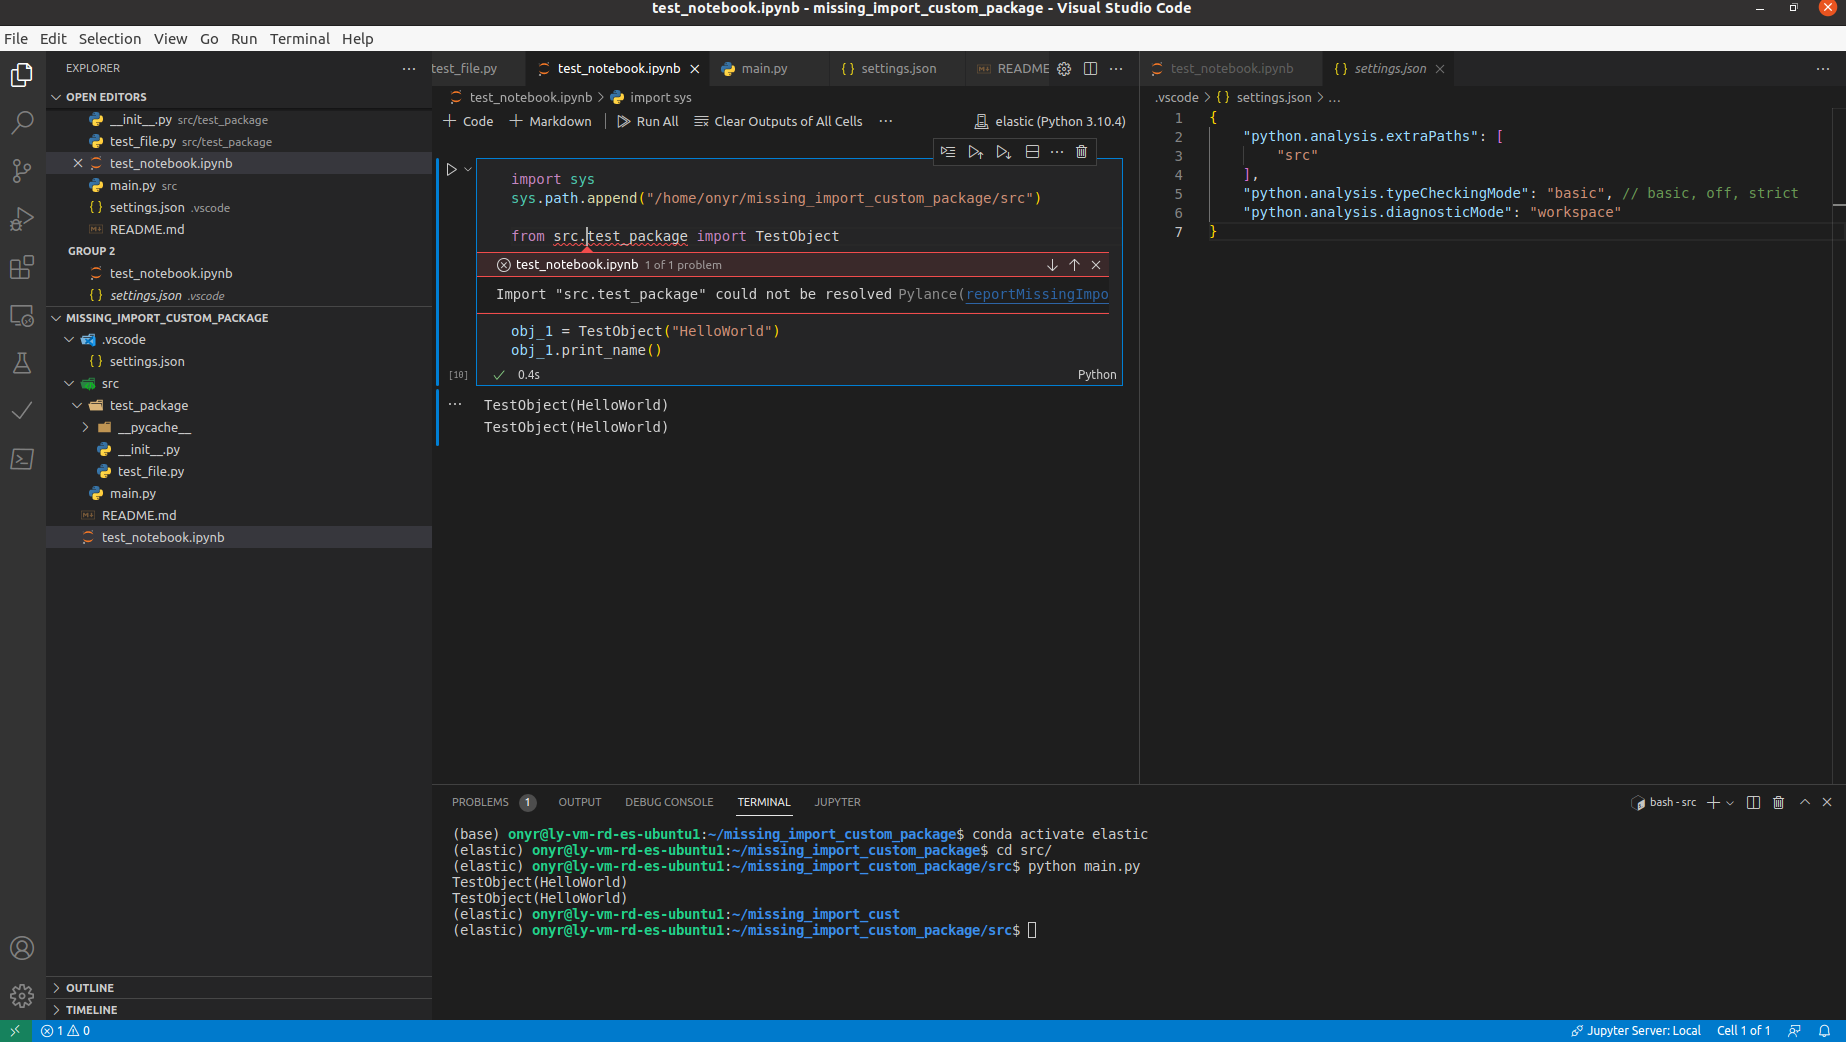 test_notebook.ipynb - missing_import_custom_package - Visual Studio Code
File Edit Selection View Go Run Terminal Help
EXPLORER
OPEN EDITORS
__init__.py src/test_package
test_file.py src/test_package
test_notebook.ipynb
main.py src
settings.json .vscode
README.md
GROUP 2
test_notebook.ipynb
settings.json .vscode
MISSING_IMPORT_CUSTOM_PACKAGE
.vscode
settings.json
src
test_package
__pycache__
__init__.py
test_file.py
main.py
README.md
test_notebook.ipynb
OUTLINE
TIMELINE
test_file.py test_notebook.ipynb main.py settings.json README
test_notebook.ipynb > import sys
Code Markdown Run All Clear Outputs of All Cells elastic (Python 3.10.4)
import sys
sys.path.append("/home/onyr/missing_import_custom_package/src")
from src.test_package import TestObject
test_notebook.ipynb 1 of 1 problem
Import "src.test_package" could not be resolved Pylance(reportMissingImpo
obj_1 = TestObject("HelloWorld")
obj_1.print_name()
[10] 0.4s Python
TestObject(HelloWorld)
TestObject(HelloWorld)
test_notebook.ipynb settings.json
.vscode > {} settings.json > ...
1 {
2 "python.analysis.extraPaths": [
3 "src"
4 ],
5 "python.analysis.typeCheckingMode": "basic", // basic, off, strict
6 "python.analysis.diagnosticMode": "workspace"
7 }
PROBLEMS 1 OUTPUT DEBUG CONSOLE TERMINAL JUPYTER bash - src
(base) onyr@ly-vm-rd-es-ubuntu1:~/missing_import_custom_package$ conda activate elastic
(elastic) onyr@ly-vm-rd-es-ubuntu1:~/missing_import_custom_package$ cd src/
(elastic) onyr@ly-vm-rd-es-ubuntu1:~/missing_import_custom_package/src$ python main.py
TestObject(HelloWorld)
TestObject(HelloWorld)
(elastic) onyr@ly-vm-rd-es-ubuntu1:~/missing_import_cust
(elastic) onyr@ly-vm-rd-es-ubuntu1:~/missing_import_custom_package/src$
1 0 Jupyter Server: Local Cell 1 of 1